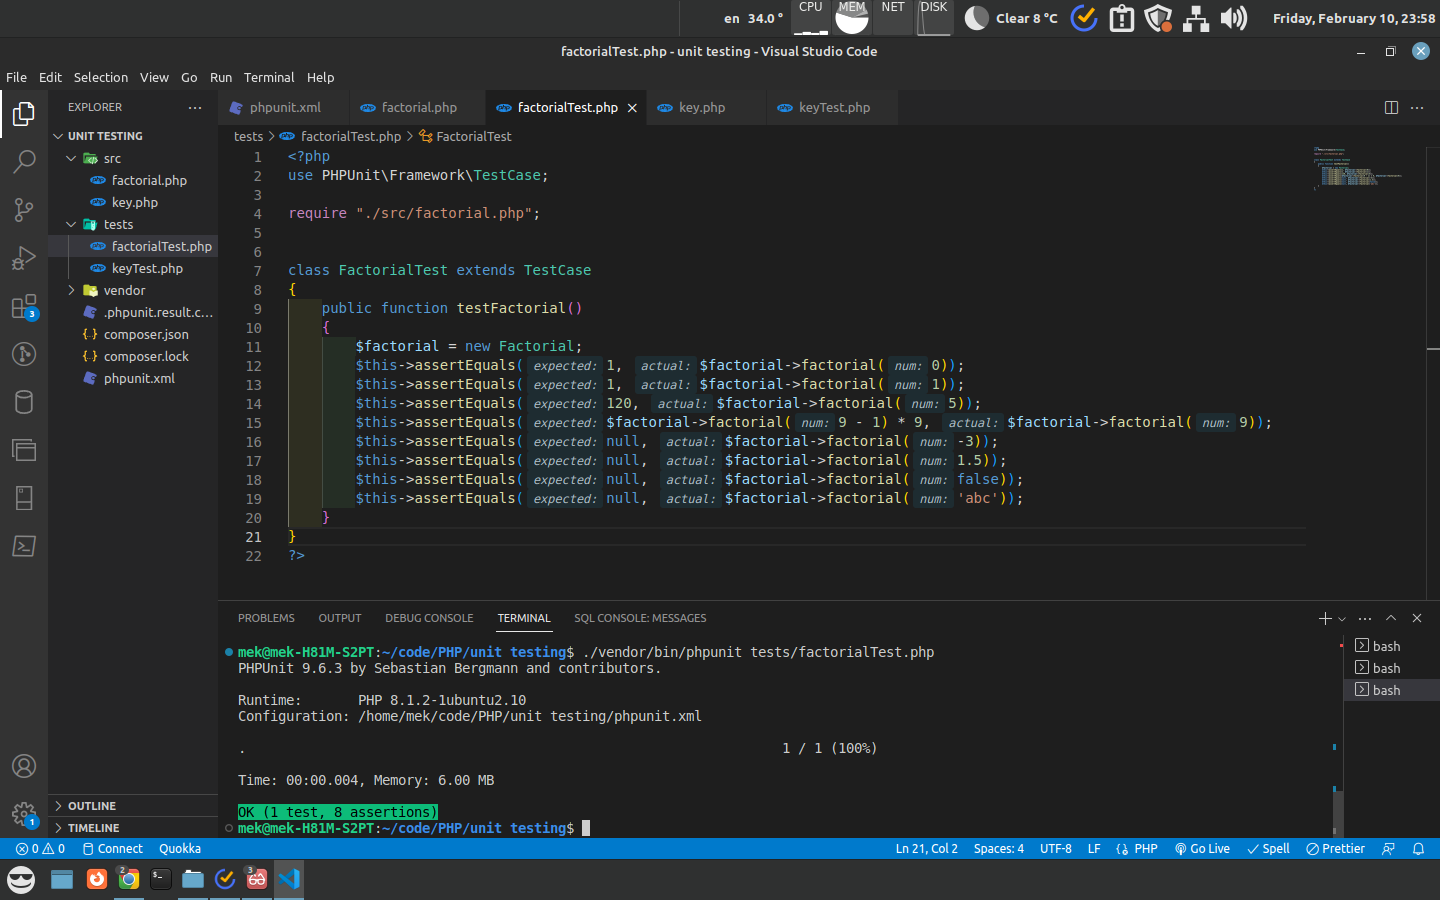 en 34.0 ° CPU MEM NET DISK Clear 8 °C Friday, February 10, 23:58
factorialTest.php - unit testing - Visual Studio Code
File Edit Selection View Go Run Terminal Help
EXPLORER
phpunit.xml factorial.php factorialTest.php key.php keyTest.php
tests > factorialTest.php > FactorialTest
UNIT TESTING
src
factorial.php
key.php
tests
factorialTest.php
keyTest.php
vendor
.phpunit.result.c...
composer.json
composer.lock
phpunit.xml
OUTLINE
TIMELINE
3
1
1 <?php
2 use PHPUnit\Framework\TestCase;
3
4 require "./src/factorial.php";
5
6
7 class FactorialTest extends TestCase
8 {
9 public function testFactorial()
10 {
11 $factorial = new Factorial;
12 $this->assertEquals( expected: 1, actual: $factorial->factorial( num: 0));
13 $this->assertEquals( expected: 1, actual: $factorial->factorial( num: 1));
14 $this->assertEquals( expected: 120, actual: $factorial->factorial( num: 5));
15 $this->assertEquals( expected: $factorial->factorial( num: 9 - 1) * 9, actual: $factorial->factorial( num: 9));
16 $this->assertEquals( expected: null, actual: $factorial->factorial( num: -3));
17 $this->assertEquals( expected: null, actual: $factorial->factorial( num: 1.5));
18 $this->assertEquals( expected: null, actual: $factorial->factorial( num: false));
19 $this->assertEquals( expected: null, actual: $factorial->factorial( num: 'abc'));
20 }
21 }
22 ?>
PROBLEMS OUTPUT DEBUG CONSOLE TERMINAL SQL CONSOLE: MESSAGES
mek@mek-H81M-S2PT:~/code/PHP/unit testing$ ./vendor/bin/phpunit tests/factorialTest.php
PHPUnit 9.6.3 by Sebastian Bergmann and contributors.
Runtime: PHP 8.1.2-1ubuntu2.10
Configuration: /home/mek/code/PHP/unit testing/phpunit.xml
. 1 / 1 (100%)
Time: 00:00.004, Memory: 6.00 MB
OK (1 test, 8 assertions)
mek@mek-H81M-S2PT:~/code/PHP/unit testing$
bash
bash
bash
0 0 Connect Quokka Ln 21, Col 2 Spaces: 4 UTF-8 LF PHP Go Live Spell Prettier
2 3